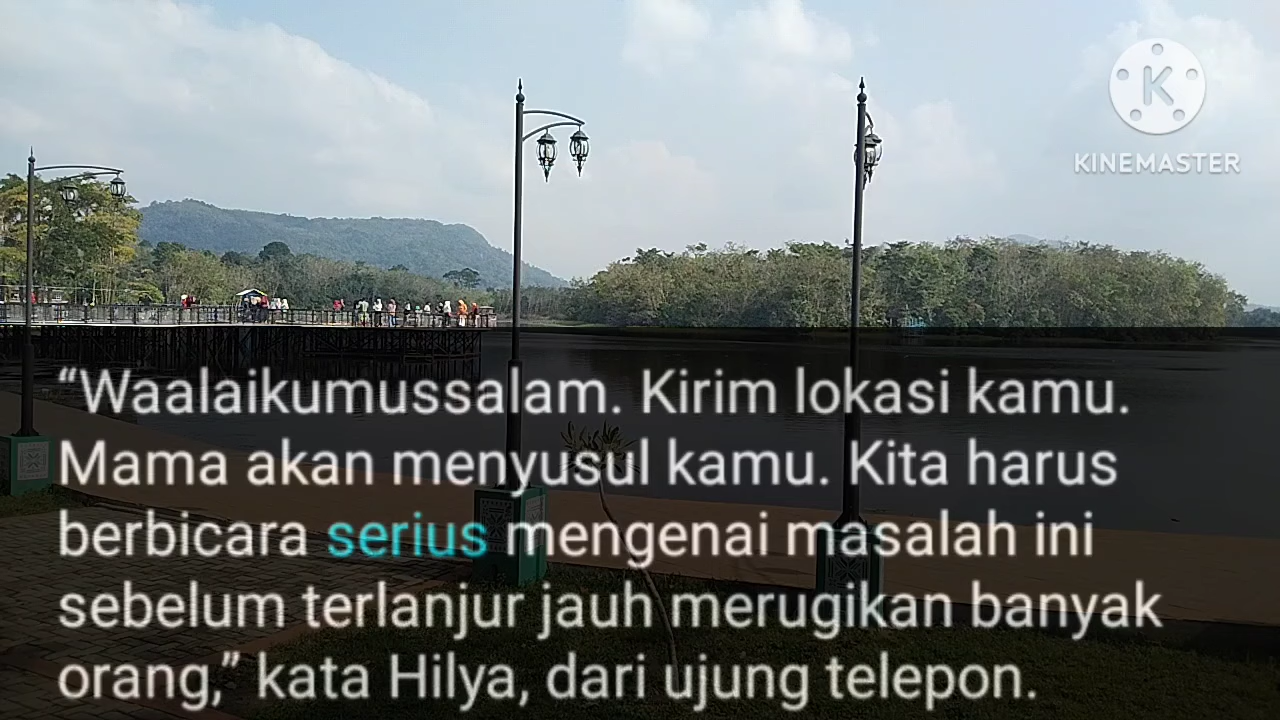 KINEMASTER
“Waalaikumussalam. Kirim lokasi kamu.
Mama akan menyusul kamu. Kita harus
berbicara serius mengenai masalah ini
sebelum terlanjur jauh merugikan banyak
orang,” kata Hilya, dari ujung telepon.